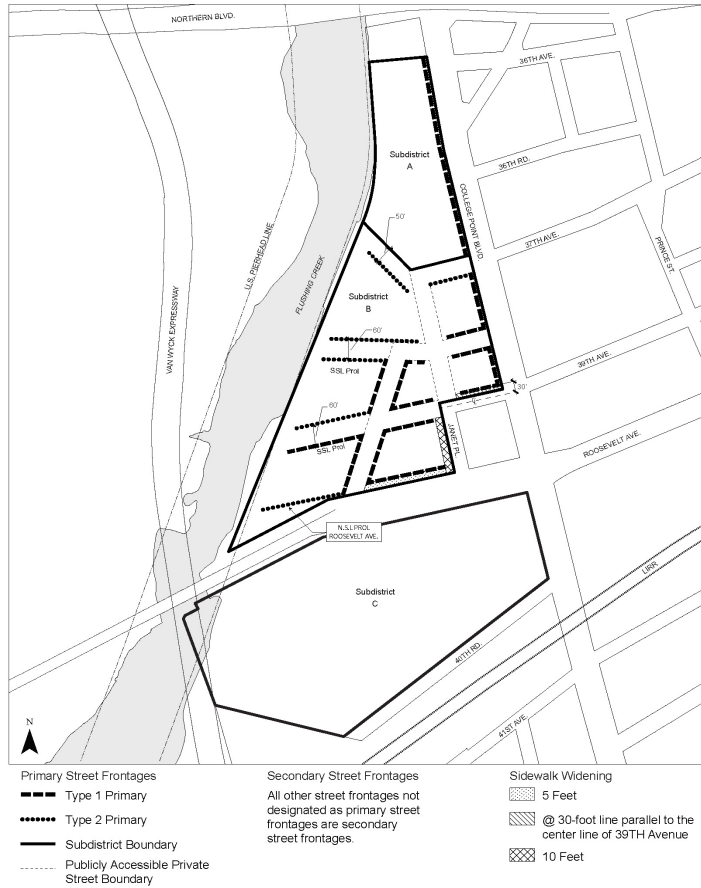 NORTHERN BLVD.
36TH AVE.
Subdistrict
A
36TH RD.
COLLEGE POINT BLVD.
50'
37TH AVE.
PRINCE ST.
U.S. PIERHEAD LINE
FLUSHING CREEK
VAN WYCK EXPRESSWAY
Subdistrict
B
60'
SSL Prol
39TH AVE.
30'
60'
SSL Prol
JANET PL.
ROOSEVELT AVE.
N.S.L PROL
ROOSEVELT AVE.
Subdistrict
C
LIRR
40TH RD.
41ST AVE.
N
Primary Street Frontages
Type 1 Primary
Type 2 Primary
Subdistrict Boundary
Publicly Accessible Private
Street Boundary
Secondary Street Frontages
All other street frontages not
designated as primary street
frontages are secondary
street frontages.
Sidewalk Widening
5 Feet
@ 30-foot line parallel to the
center line of 39TH Avenue
10 Feet